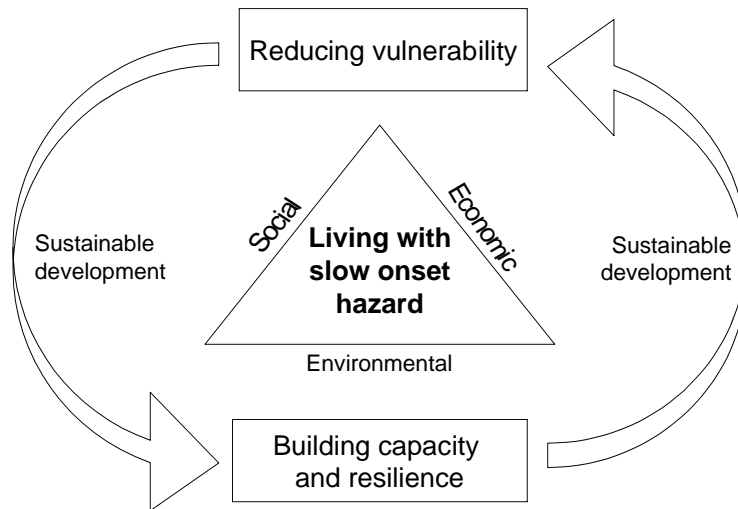 Reducing vulnerability
Social
Economic
Living with
slow onset
hazard
Sustainable
development
Sustainable
development
Environmental
Building capacity
and resilience